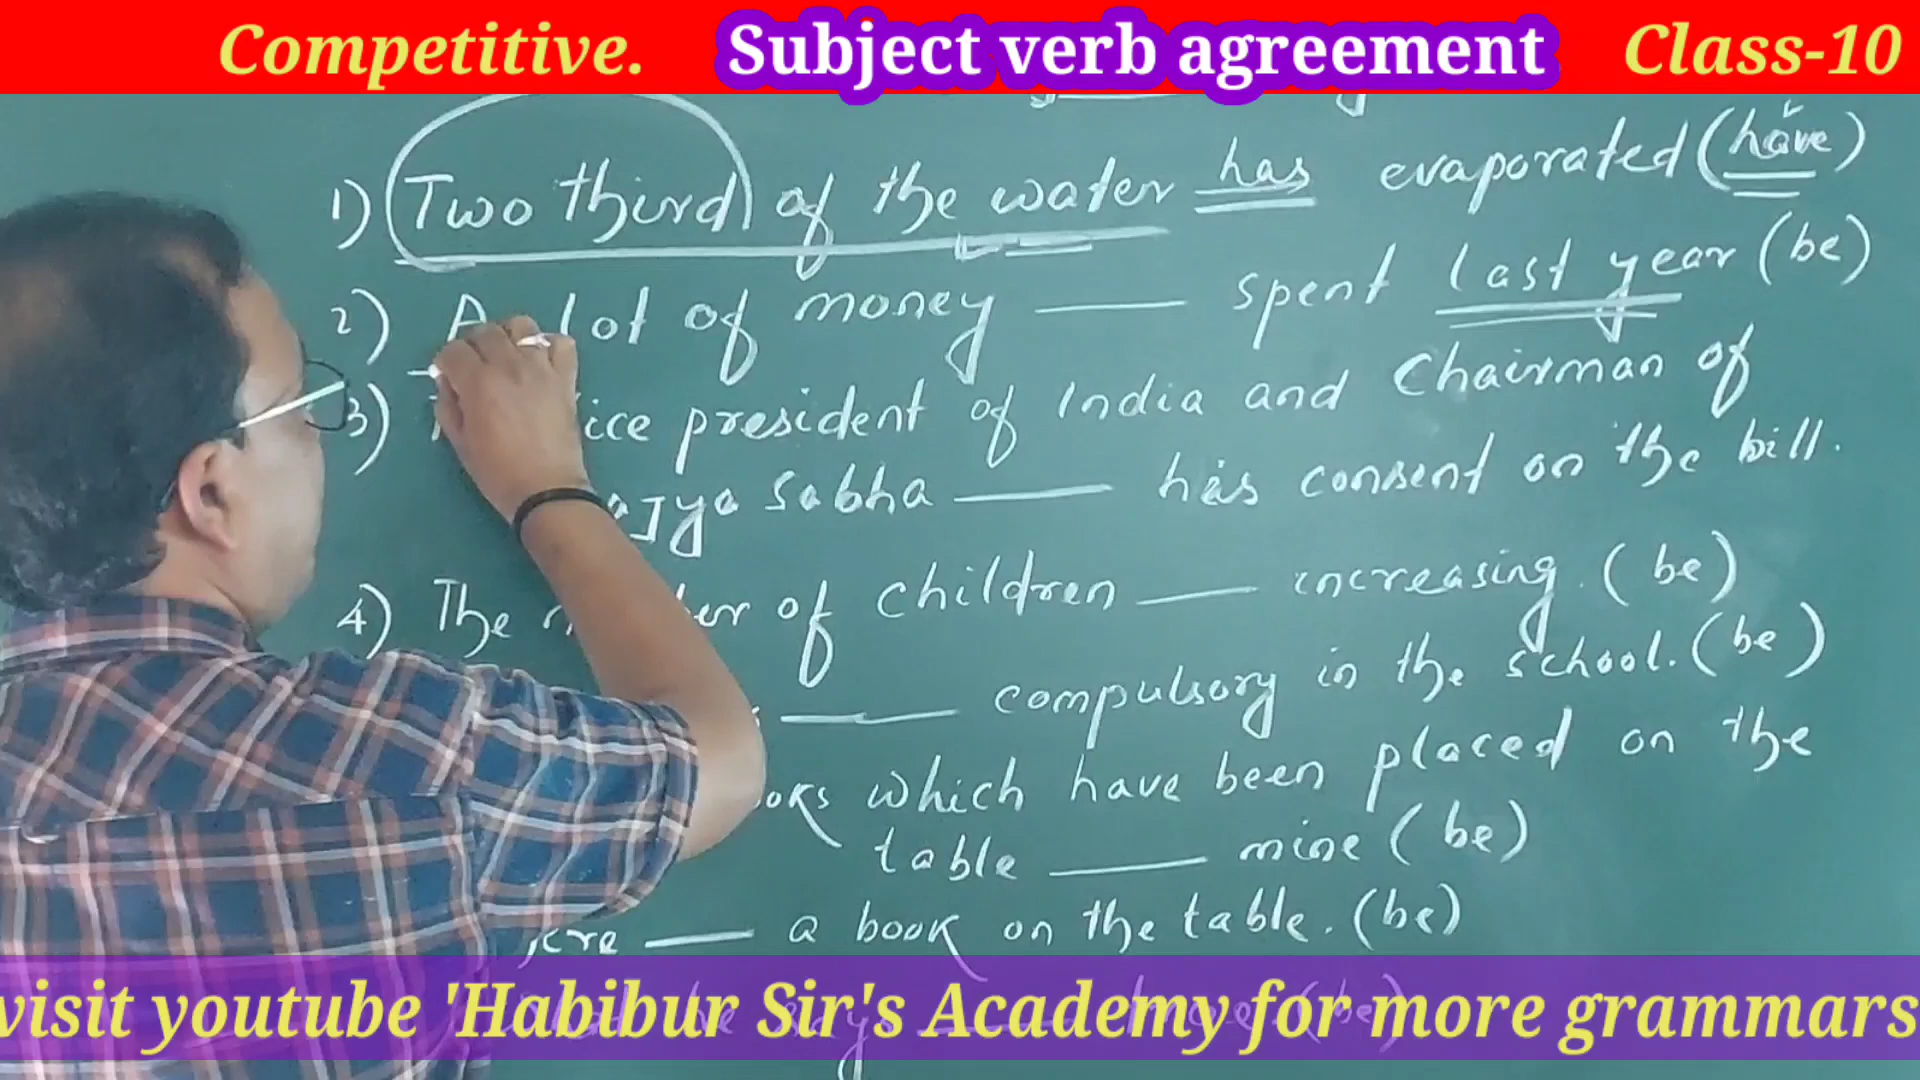 Competitive. Subject verb agreement Class-10
1) Two third of the water has evaporated (have)
2) A lot of money ___ spent last year (be)
3) president of India and Chairman of
Sabha ___ his consent on the bill.
4) The of children ___ increasing. (be)
___ compulsory in the school. (be)
which have been placed on the
table ___ mine (be)
___ a book on the table. (be)
visit youtube 'Habibur Sir's Academy for more grammars